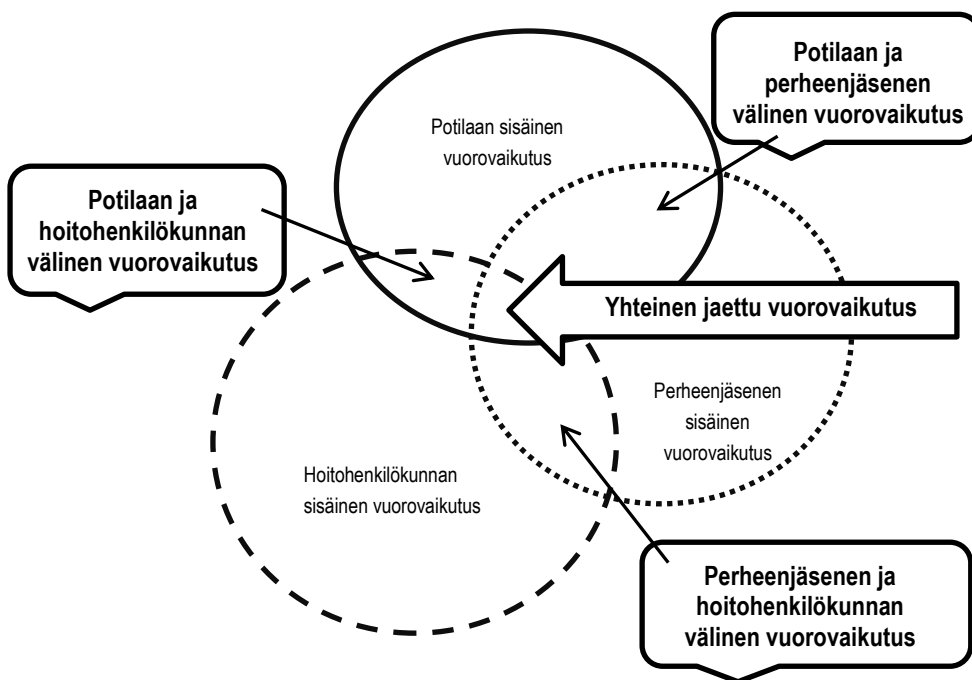 Potilaan ja
perheenjäsenen
välinen vuorovaikutus
Potilaan sisäinen
vuorovaikutus
Potilaan ja
hoitohenkilökunnan
välinen vuorovaikutus
Yhteinen jaettu vuorovaikutus
Perheenjäsenen
sisäinen
vuorovaikutus
Hoitohenkilökunnan
sisäinen vuorovaikutus
Perheenjäsenen ja
hoitohenkilökunnan
välinen vuorovaikutus